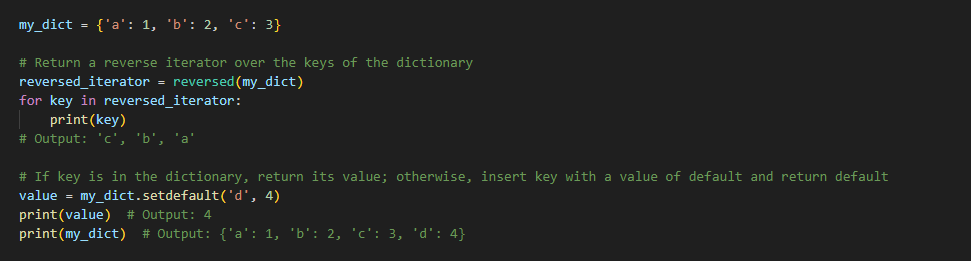 my_dict = {'a': 1, 'b': 2, 'c': 3}
# Return a reverse iterator over the keys of the dictionary
reversed_iterator = reversed(my_dict)
for key in reversed_iterator:
    print(key)
# Output: 'c', 'b', 'a'
# If key is in the dictionary, return its value; otherwise, insert key with a value of default and return default
value = my_dict.setdefault('d', 4)
print(value)  # Output: 4
print(my_dict)  # Output: {'a': 1, 'b': 2, 'c': 3, 'd': 4}